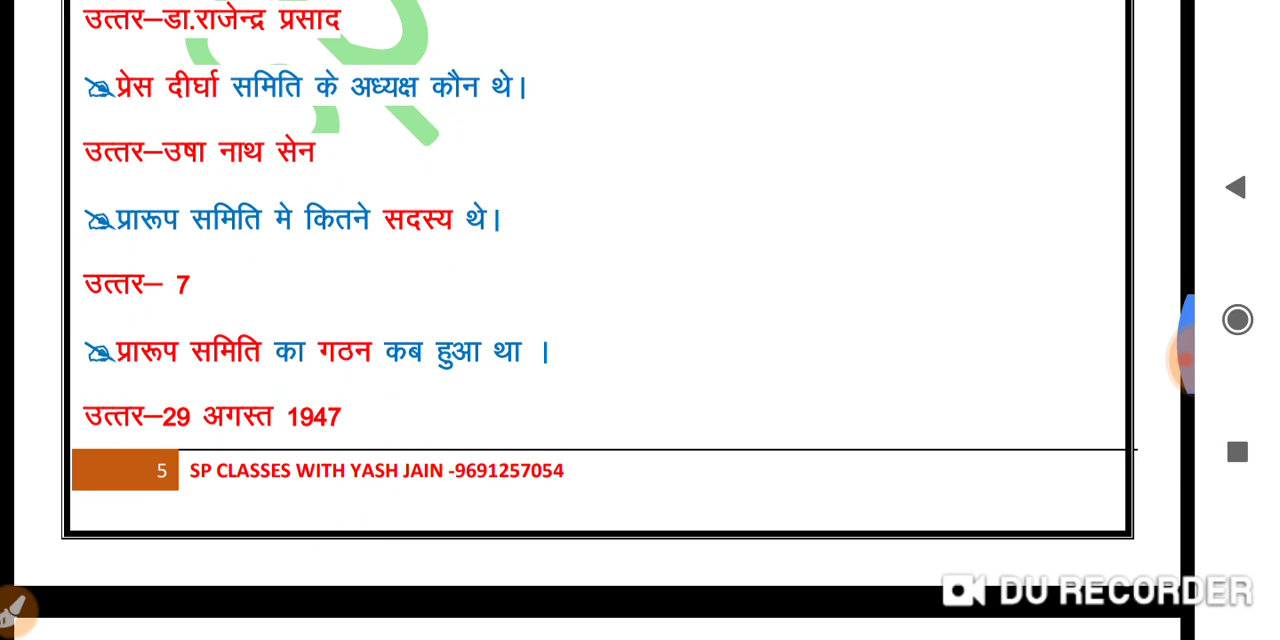 उत्तर–डा.राजेन्द्र प्रसाद
प्रेस दीर्घा समिति के अध्यक्ष कौन थे।
उत्तर–उषा नाथ सेन
प्रारूप समिति मे कितने सदस्य थे।
उत्तर– 7
प्रारूप समिति का गठन कब हुआ था ।
उत्तर–29 अगस्त 1947
5 SP CLASSES WITH YASH JAIN -9691257054
DU RECORDER